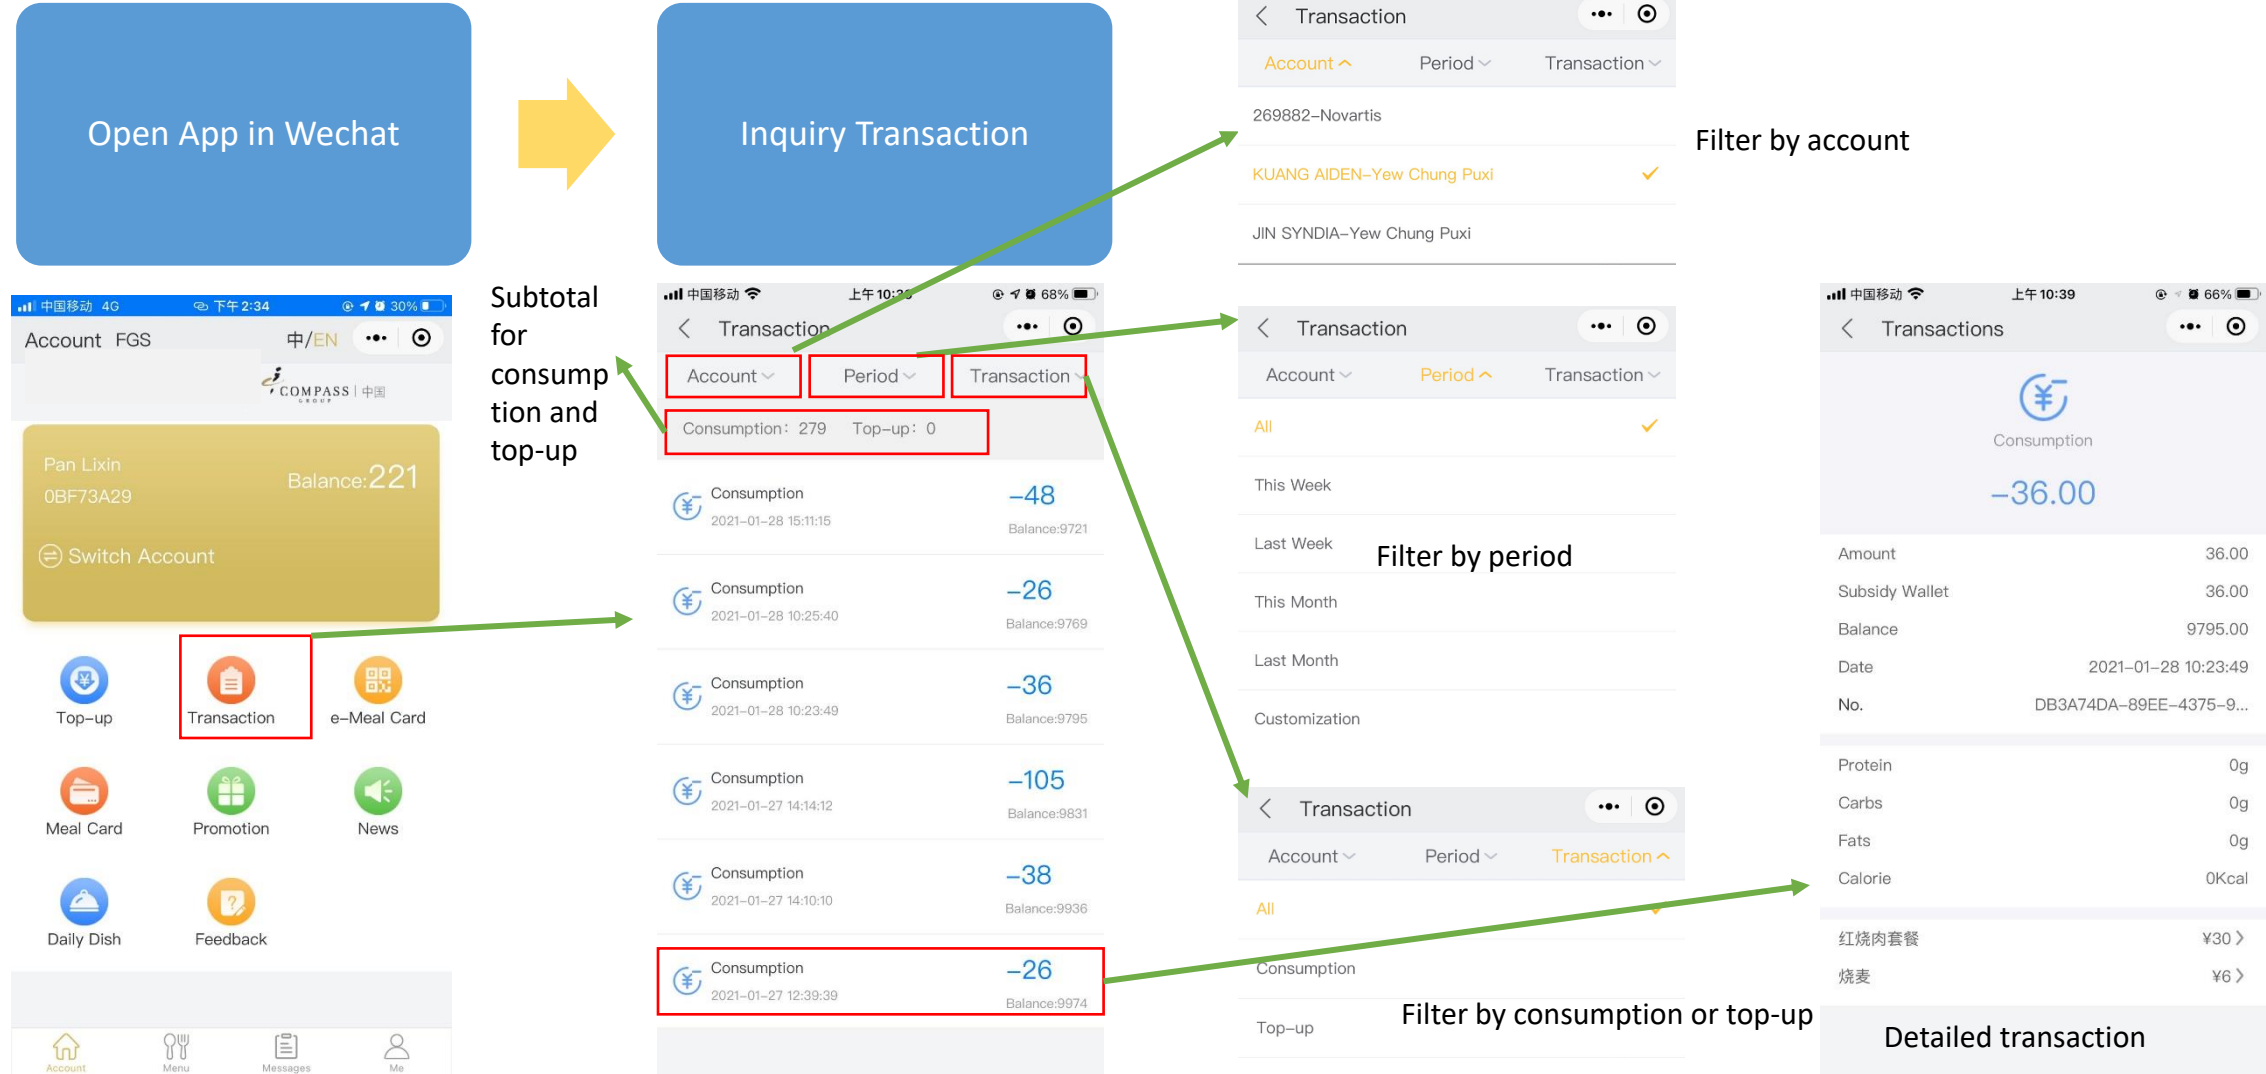 Open App in Wechat
Inquiry Transaction
中国移动 4G 下午 2:34 30%
Account FGS 中/EN
COMPASS 中国
GROUP
Pan Lixin
0BF73A29
Balance:221
Switch Account
Top-up Transaction e-Meal Card
Meal Card Promotion News
Daily Dish Feedback
Account Menu Messages Me
Subtotal
for
consump
tion and
top-up
中国移动 68%
Transaction
Account Period Transaction
Consumption: 279 Top-up: 0
Consumption -48
2021-01-28 15:11:15 Balance:9721
Consumption -26
2021-01-28 10:25:40 Balance:9769
Consumption -36
2021-01-28 10:23:49 Balance:9795
Consumption -105
2021-01-27 14:14:12 Balance:9831
Consumption -38
2021-01-27 14:10:10 Balance:9936
Consumption -26
2021-01-27 12:39:39 Balance:9974
Transaction
Account Period Transaction
269882-Novartis
KUANG AIDEN-Yew Chung Puxi
JIN SYNDIA-Yew Chung Puxi
Filter by account
Transaction
Account Period Transaction
All
This Week
Last Week
This Month
Last Month
Customization
Filter by period
Transaction
Account Period Transaction
All
Consumption
Top-up
Filter by consumption or top-up
中国移动 上午 10:39 66%
Transactions
Consumption
-36.00
Amount 36.00
Subsidy Wallet 36.00
Balance 9795.00
Date 2021-01-28 10:23:49
No. DB3A74DA-89EE-4375-9...
Protein 0g
Carbs 0g
Fats 0g
Calorie 0Kcal
红烧肉套餐 ¥30
烧麦 ¥6
Detailed transaction